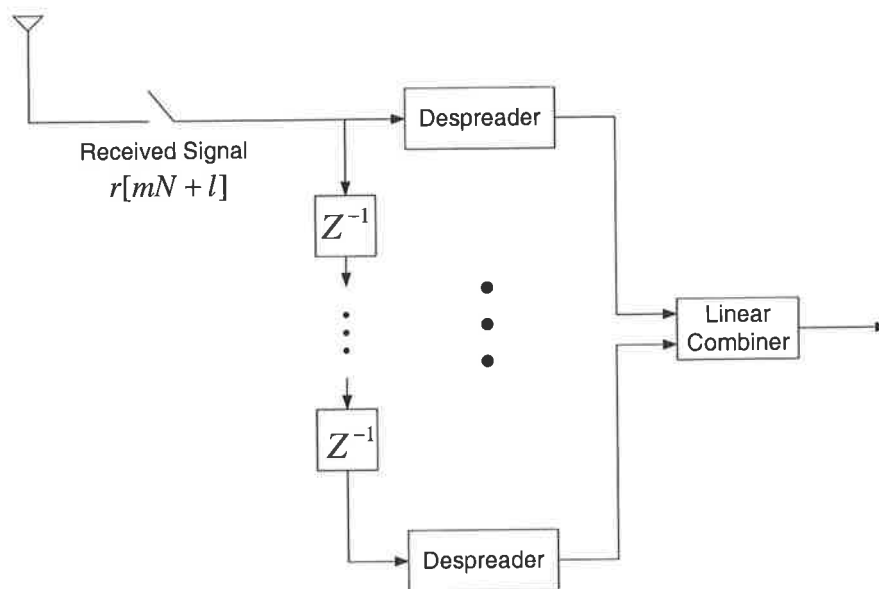 Despreader
Received Signal
r[mN + l]
Z⁻¹
Linear
Combiner
Z⁻¹
Despreader